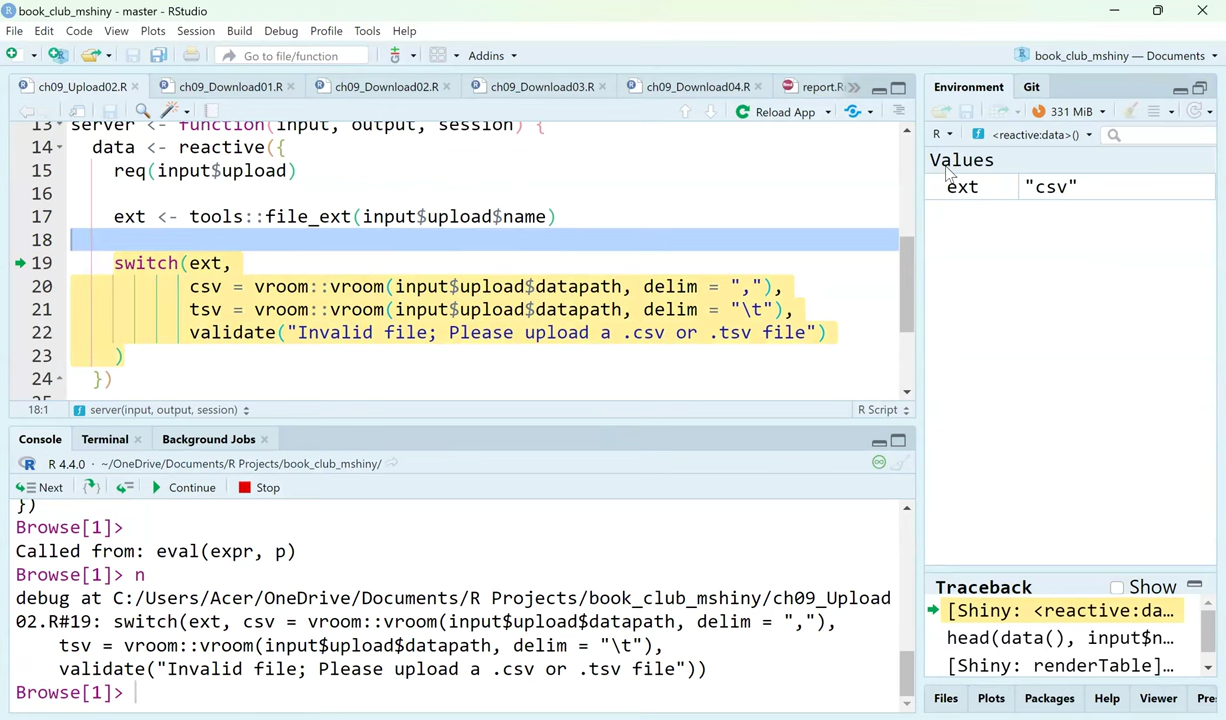 book_club_mshiny - master - RStudio
File Edit Code View Plots Session Build Debug Profile Tools Help
Go to file/function Addins book_club_mshiny — Documents
ch09_Upload02.R ch09_Download01.R ch09_Download02.R ch09_Download03.R ch09_Download04.R report.R
Reload App
13 server <- function(input, output, session) {
14 data <- reactive({
15 req(input$upload)
16
17 ext <- tools::file_ext(input$upload$name)
18
19 switch(ext,
20 csv = vroom::vroom(input$upload$datapath, delim = ","),
21 tsv = vroom::vroom(input$upload$datapath, delim = "\t"),
22 validate("Invalid file; Please upload a .csv or .tsv file")
23 )
24 })
25
18:1 server(input, output, session) R Script
Console Terminal Background Jobs
R 4.4.0 · ~/OneDrive/Documents/R Projects/book_club_mshiny/
Next Continue Stop
})
Browse[1]>
Called from: eval(expr, p)
Browse[1]> n
debug at C:/Users/Acer/OneDrive/Documents/R Projects/book_club_mshiny/ch09_Upload
02.R#19: switch(ext, csv = vroom::vroom(input$upload$datapath, delim = ","),
tsv = vroom::vroom(input$upload$datapath, delim = "\t"),
validate("Invalid file; Please upload a .csv or .tsv file"))
Browse[1]>
Environment Git
331 MiB
R <reactive:data>()
Values
ext "csv"
Traceback Show
[Shiny: <reactive:da…
head(data(), input$n…
[Shiny: renderTable]…
Files Plots Packages Help Viewer Pre